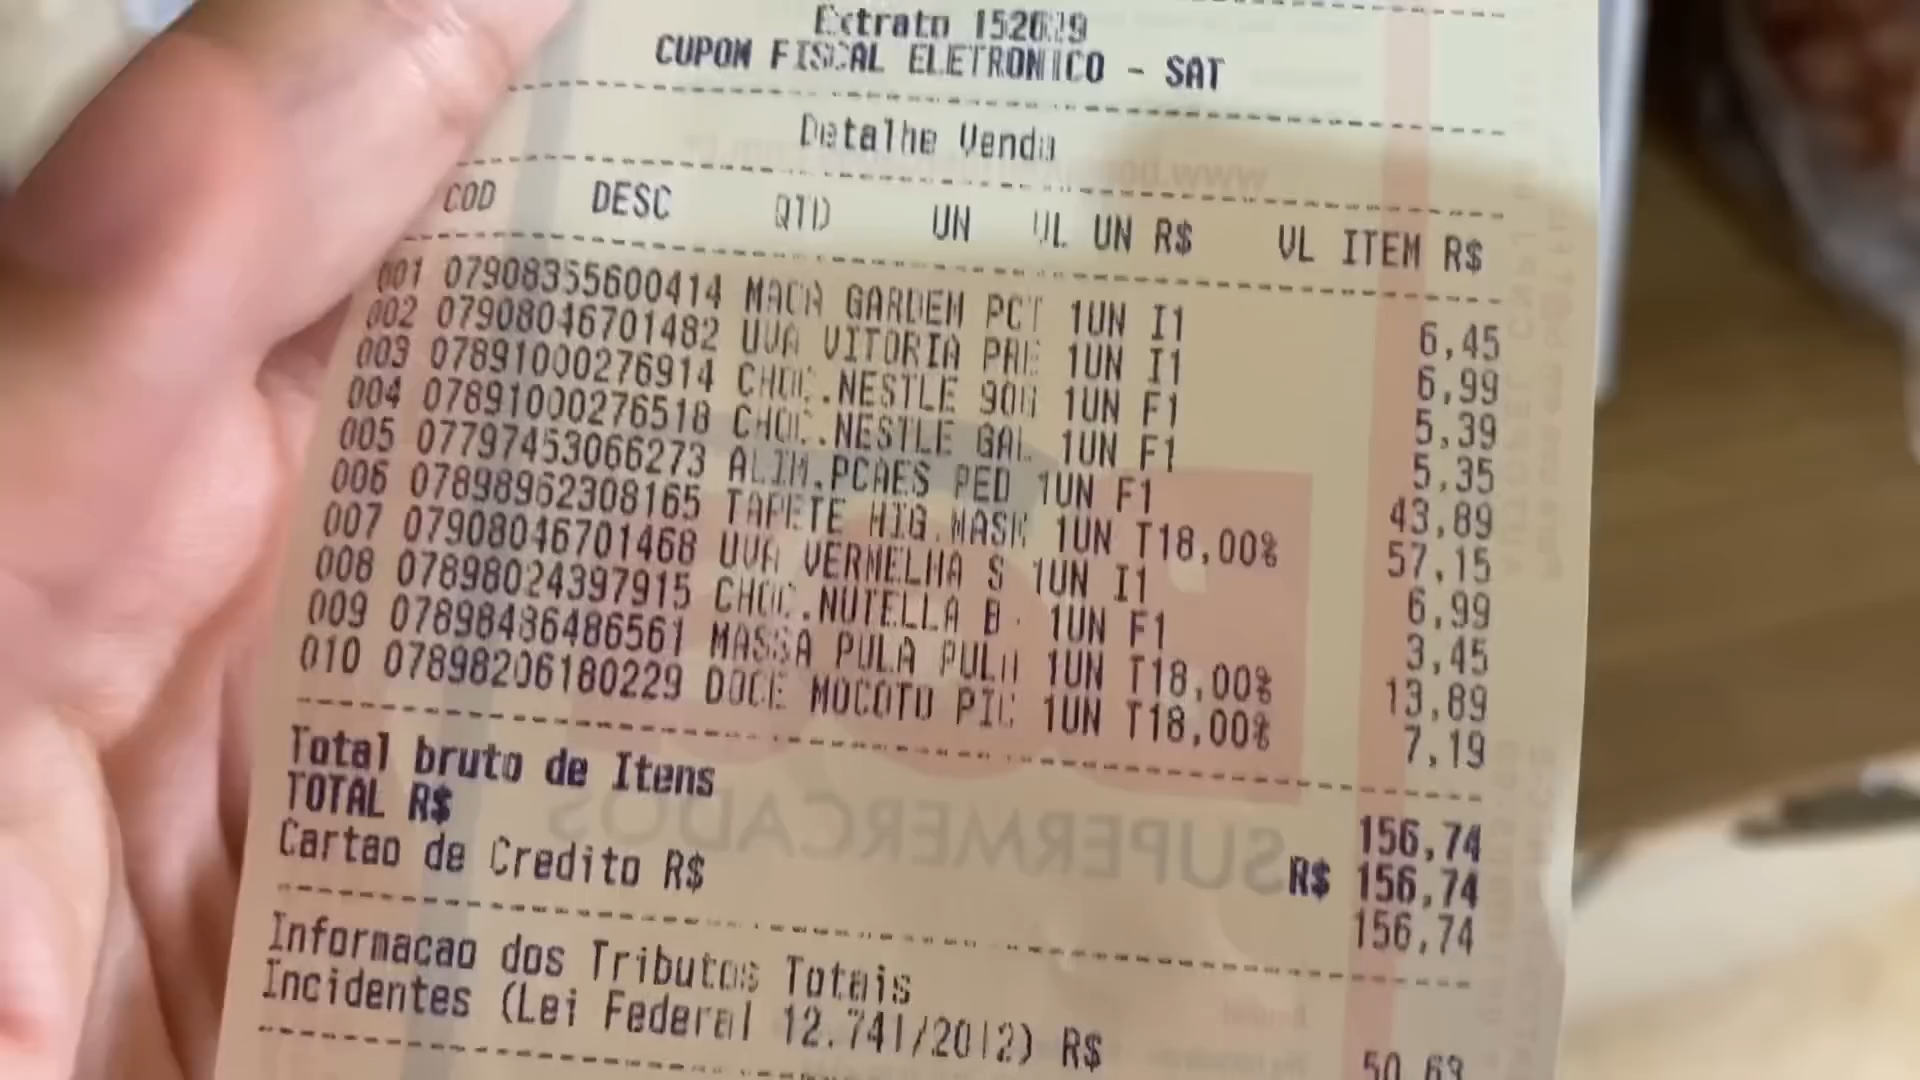 Extrato 152629
CUPOM FISCAL ELETRONICO - SAT
Detalhe Venda
COD DESC QTD UN VL UN R$ VL ITEM R$
001 07908355600414 MACA GARDEM PCT 1UN I1 6,45
002 07908046701482 UVA VITORIA 1UN I1 6,99
003 07891000276914 CHOC.NESTLE 90G 1UN F1 5,39
004 07891000276518 CHOC.NESTLE GAL 1UN F1 5,35
005 07797453066273 ALIM.PCAES PED 1UN F1 43,89
006 07898962308165 TAPETE HIG.MASK 1UN T18,00% 57,15
007 07908046701468 UVA VERMELHA S 1UN I1 6,99
008 07898024397915 CHOC.NUTELLA B 1UN F1 3,45
009 07898486486561 MASSA PULA PULA 1UN T18,00% 13,89
010 07898206180229 DOCE MOCOTO PIC 1UN T18,00% 7,19
Total bruto de Itens 156,74
TOTAL R$ R$ 156,74
Cartao de Credito R$ 156,74
Informacao dos Tributos Totais
Incidentes (Lei Federal 12.741/2012) R$ 50,63
SUPERMERCADOS